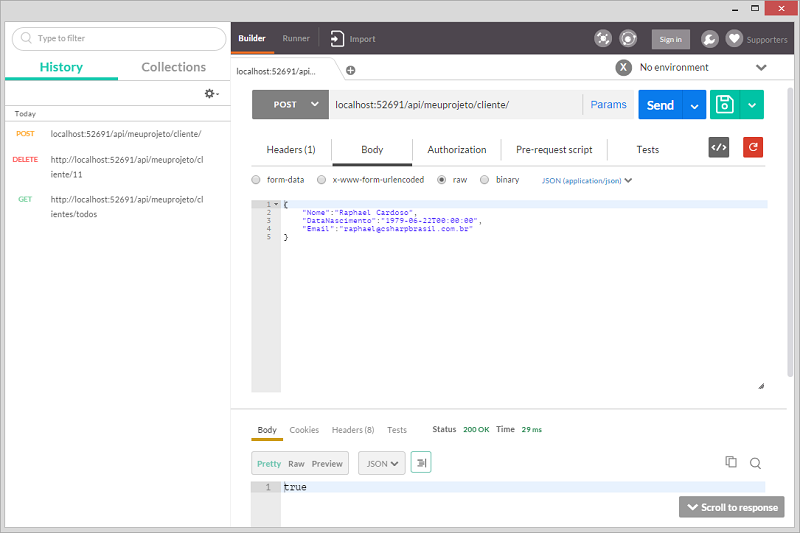 Type to filter
History
Collections
Today
POST
localhost:52691/api/meuprojeto/cliente/
DELETE
http://localhost:52691/api/meuprojeto/cl
iente/11
GET
http://localhost:52691/api/meuprojeto/cl
ientes/todos
Builder
Runner
Import
Sign in
Supporters
localhost:52691/api...
X
No environment
POST
localhost:52691/api/meuprojeto/cliente/
Params
Send
Headers (1)
Body
Authorization
Pre-request script
Tests
</>
form-data
x-www-form-urlencoded
raw
binary
JSON (application/json)
1 {
2 "Nome":"Raphael Cardoso",
3 "DataNascimento":"1979-06-22T00:00:00",
4 "Email":"raphael@csharpbrasil.com.br"
5 }
Body
Cookies
Headers (8)
Tests
Status 200 OK
Time 29 ms
Pretty
Raw
Preview
JSON
1 true
Scroll to response